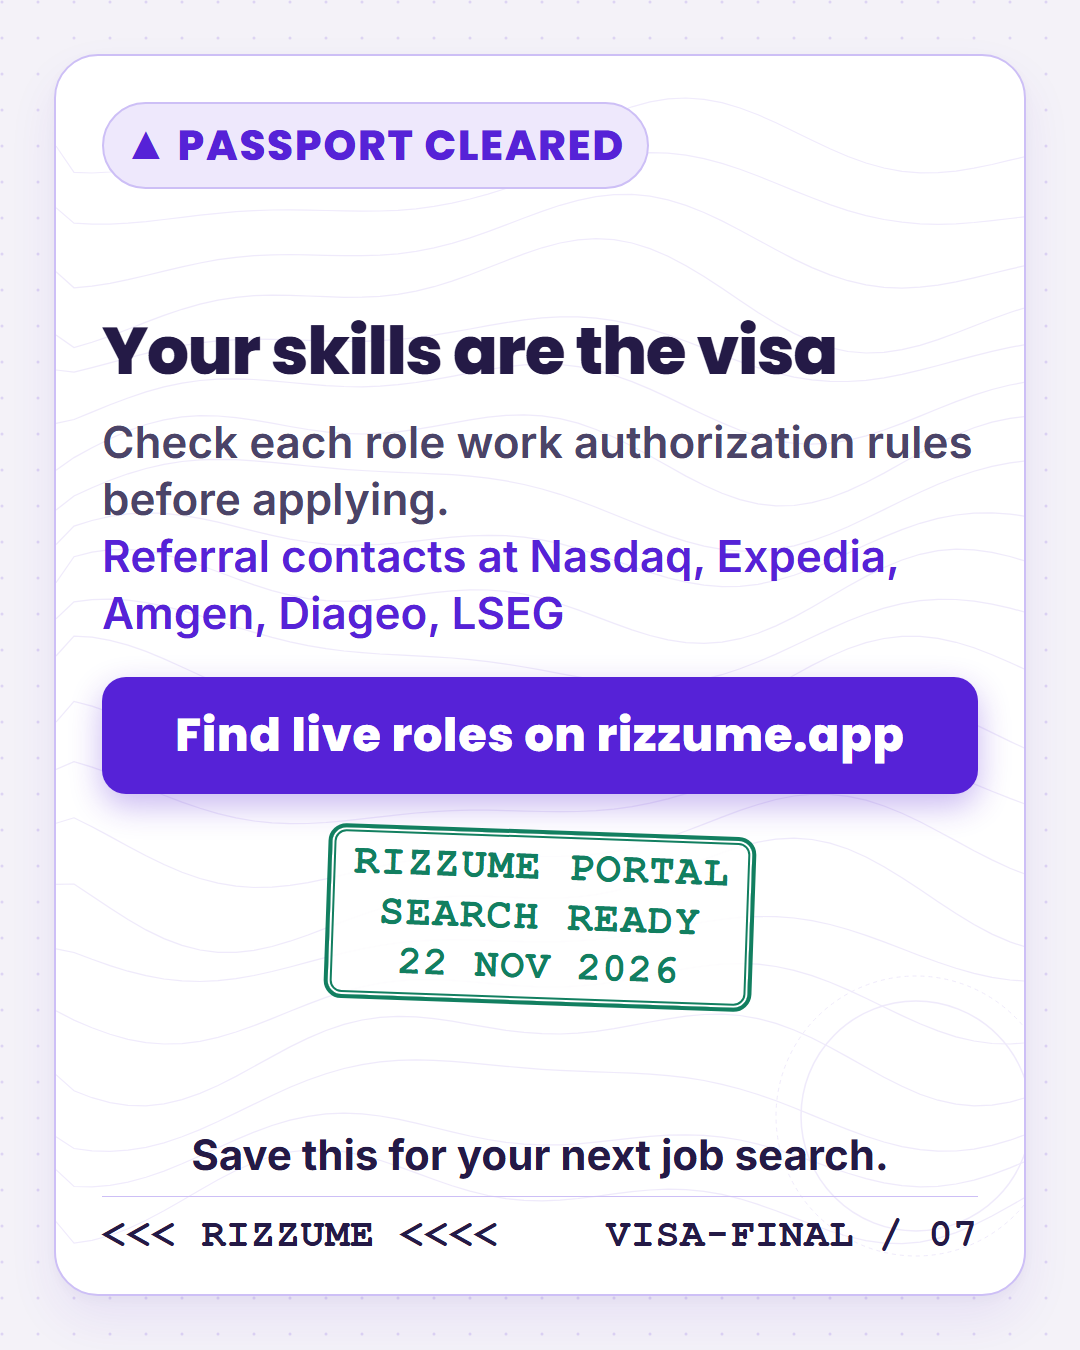 ▲ PASSPORT CLEARED
Your skills are the visa
Check each role work authorization rules
before applying.
Referral contacts at Nasdaq, Expedia,
Amgen, Diageo, LSEG
Find live roles on rizzume.app
RIZZUME PORTAL
SEARCH READY
22 NOV 2026
Save this for your next job search.
<<< RIZZUME <<<< VISA-FINAL / 07